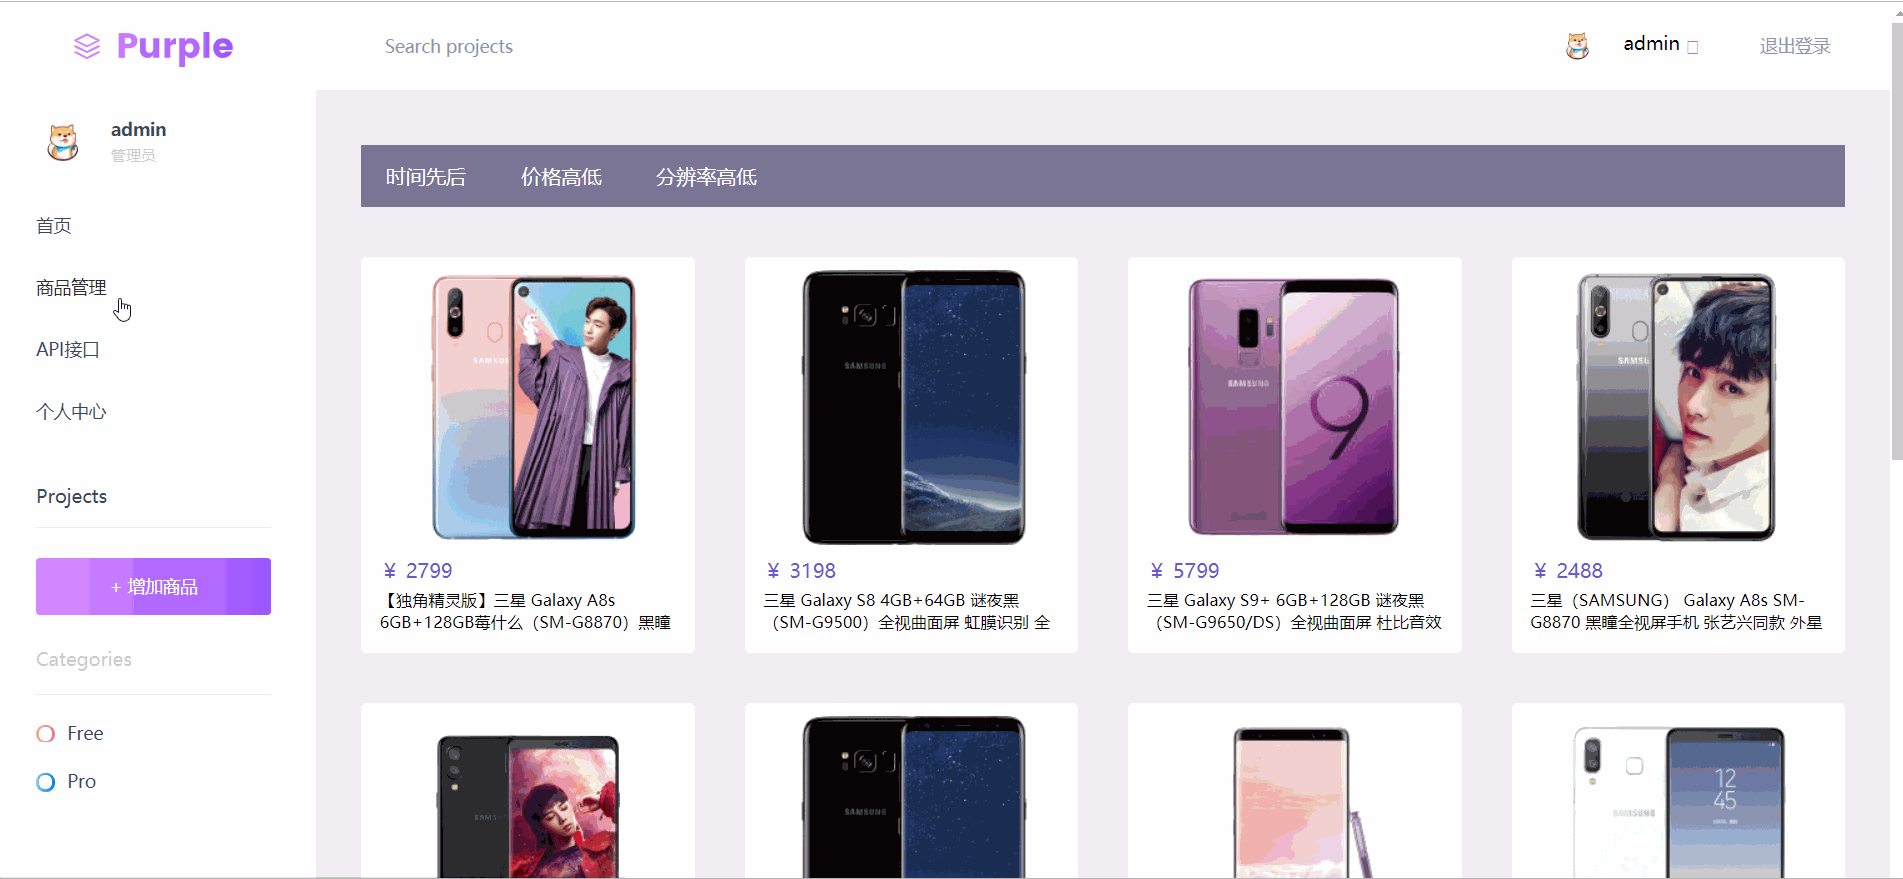 Purple
Search projects
admin
退出登录
admin
管理员
首页
商品管理
API接口
个人中心
Projects
+ 增加商品
Categories
Free
Pro
时间先后 价格高低 分辨率高低
¥ 2799
【独角精灵版】三星 Galaxy A8s
6GB+128GB莓什么（SM-G8870）黑瞳
¥ 3198
三星 Galaxy S8 4GB+64GB 谜夜黑
（SM-G9500）全视曲面屏 虹膜识别 全
¥ 5799
三星 Galaxy S9+ 6GB+128GB 谜夜黑
（SM-G9650/DS）全视曲面屏 杜比音效
¥ 2488
三星（SAMSUNG） Galaxy A8s SM-
G8870 黑瞳全视屏手机 张艺兴同款 外星
SAMSUNG
SAMSUNG
9
SAMSUNG
SAMSUNG
12
45